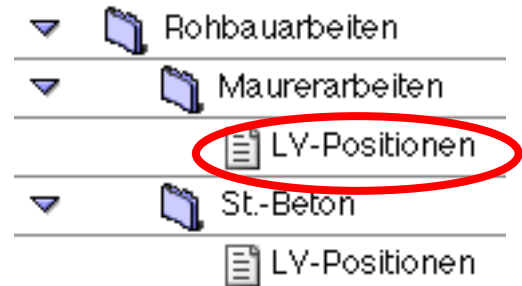 Rohbauarbeiten
Maurerarbeiten
LV-Positionen
St.-Beton
LV-Positionen